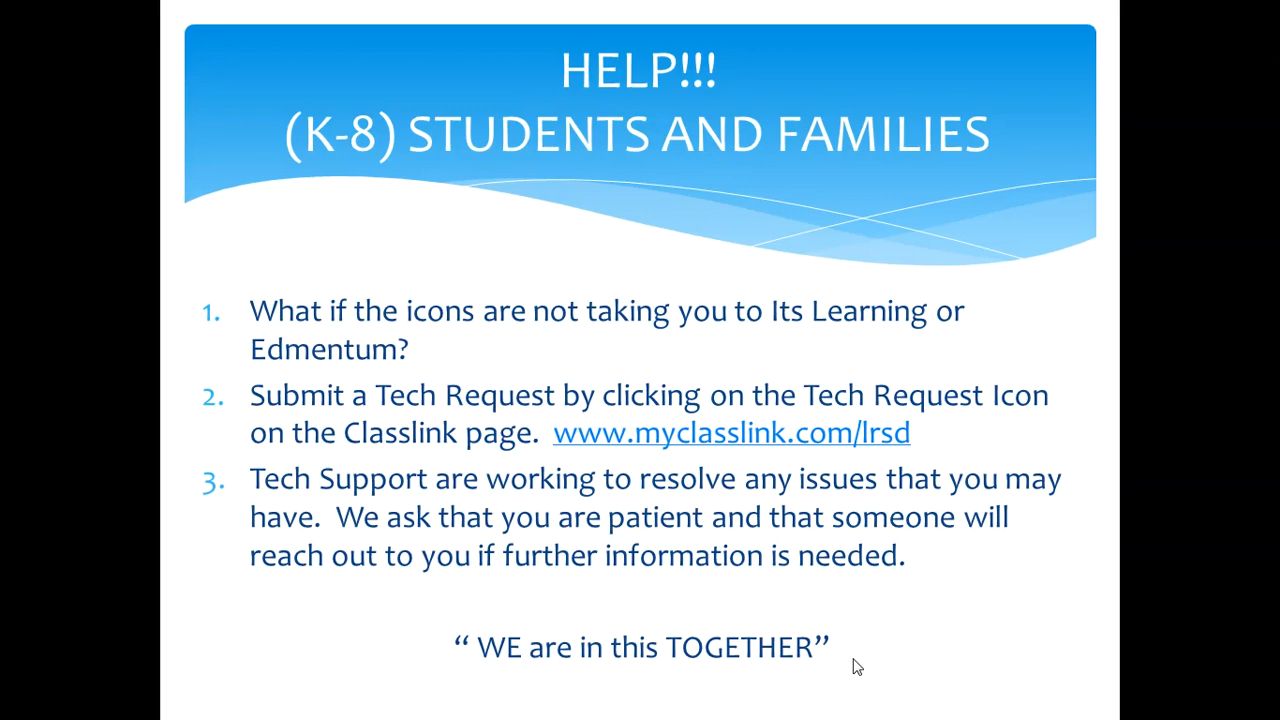 HELP!!!
(K-8) STUDENTS AND FAMILIES
1. What if the icons are not taking you to Its Learning or
Edmentum?
2. Submit a Tech Request by clicking on the Tech Request Icon
on the Classlink page. www.myclasslink.com/lrsd
3. Tech Support are working to resolve any issues that you may
have. We ask that you are patient and that someone will
reach out to you if further information is needed.
“ WE are in this TOGETHER”